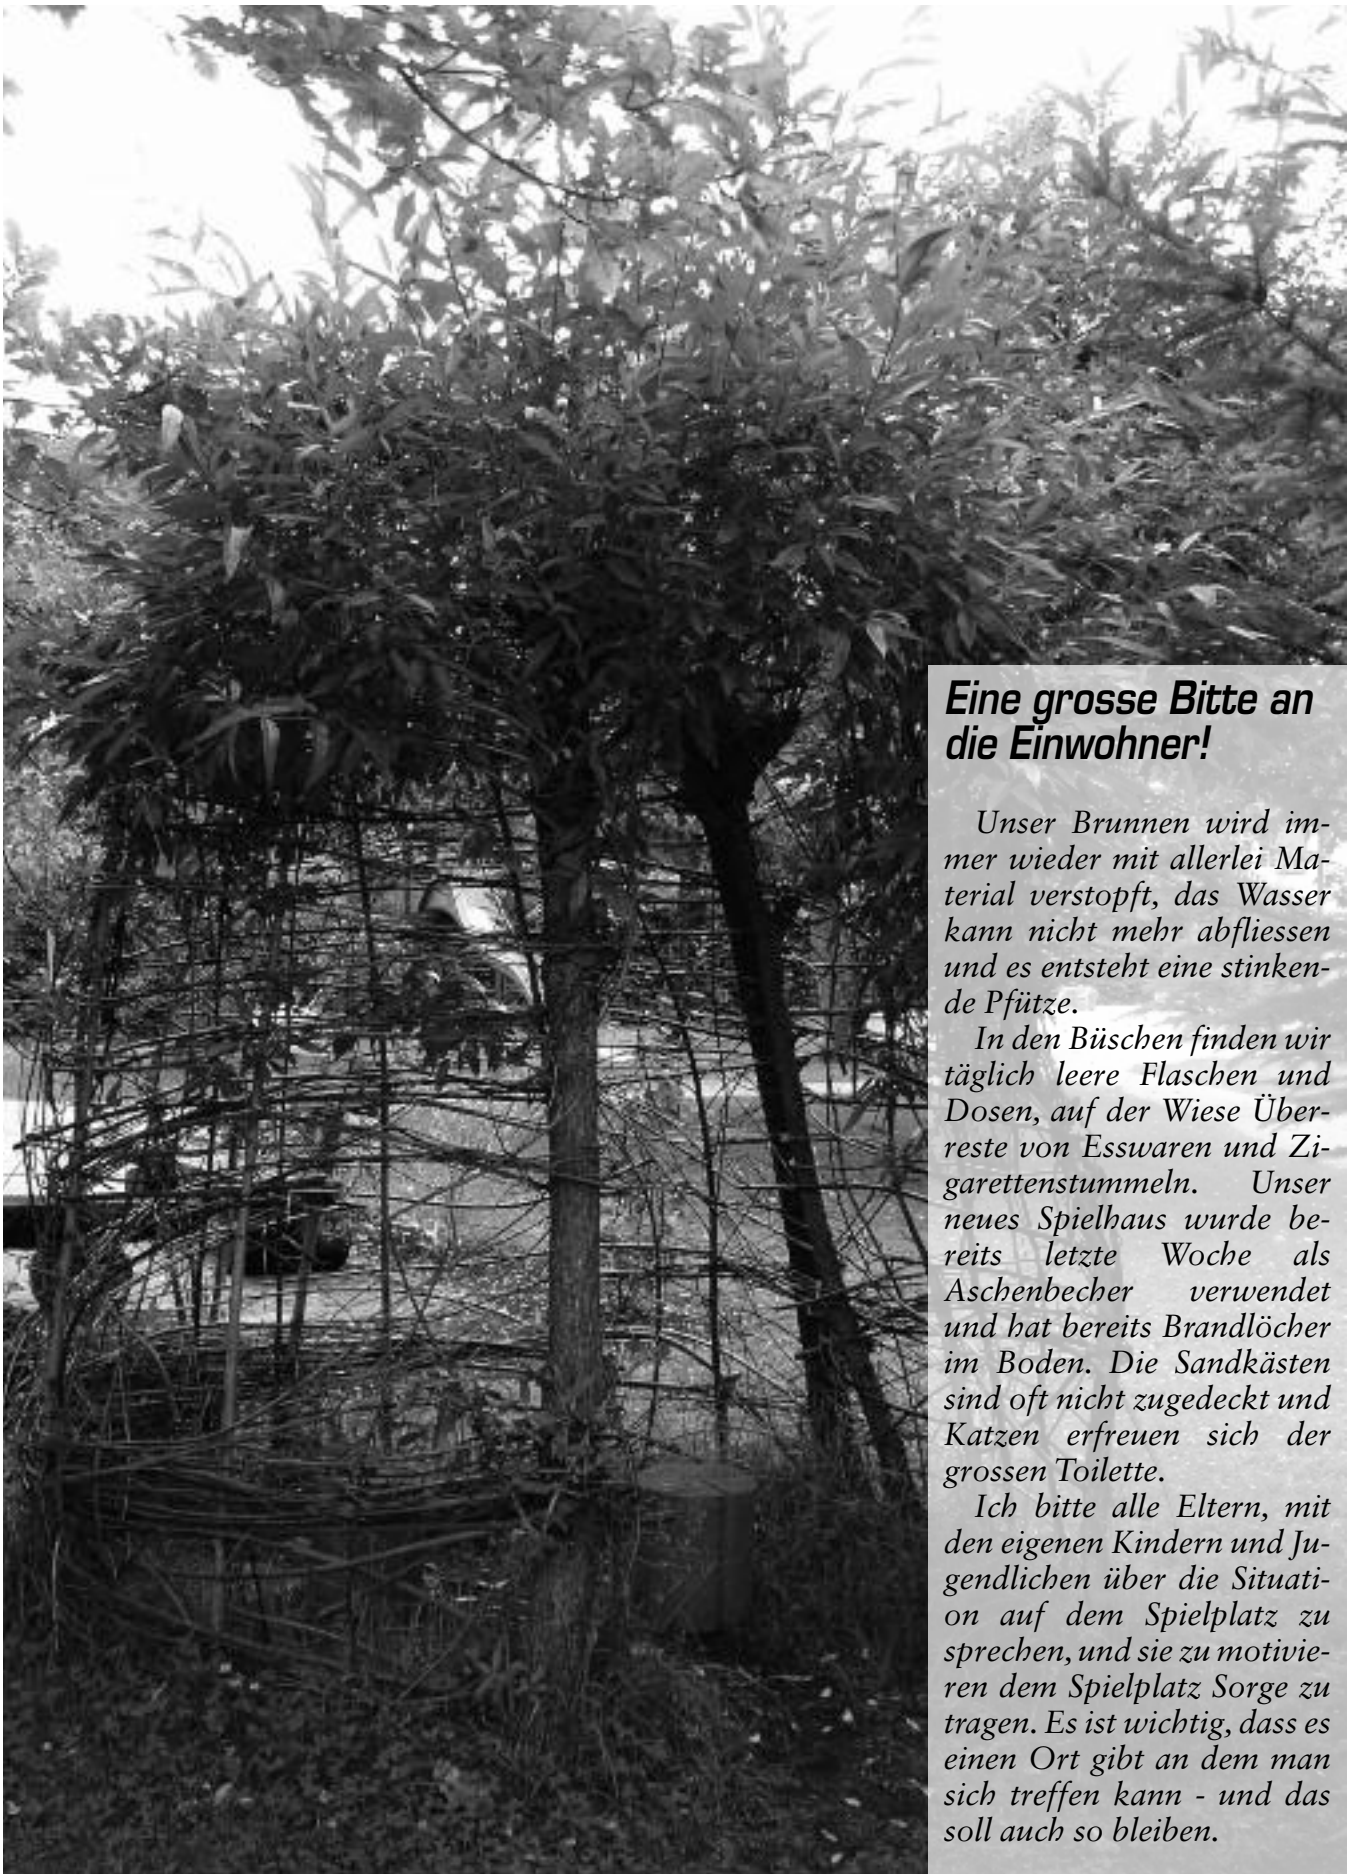 Eine grosse Bitte an
die Einwohner!
Unser Brunnen wird im-
mer wieder mit allerlei Ma-
terial verstopft, das Wasser
kann nicht mehr abfliessen
und es entsteht eine stinken-
de Pfütze.
In den Büschen finden wir
täglich leere Flaschen und
Dosen, auf der Wiese Über-
reste von Esswaren und Zi-
garettenstummeln. Unser
neues Spielhaus wurde be-
reits letzte Woche als
Aschenbecher verwendet
und hat bereits Brandlöcher
im Boden. Die Sandkästen
sind oft nicht zugedeckt und
Katzen erfreuen sich der
grossen Toilette.
Ich bitte alle Eltern, mit
den eigenen Kindern und Ju-
gendlichen über die Situati-
on auf dem Spielplatz zu
sprechen, und sie zu motivie-
ren dem Spielplatz Sorge zu
tragen. Es ist wichtig, dass es
einen Ort gibt an dem man
sich treffen kann - und das
soll auch so bleiben.